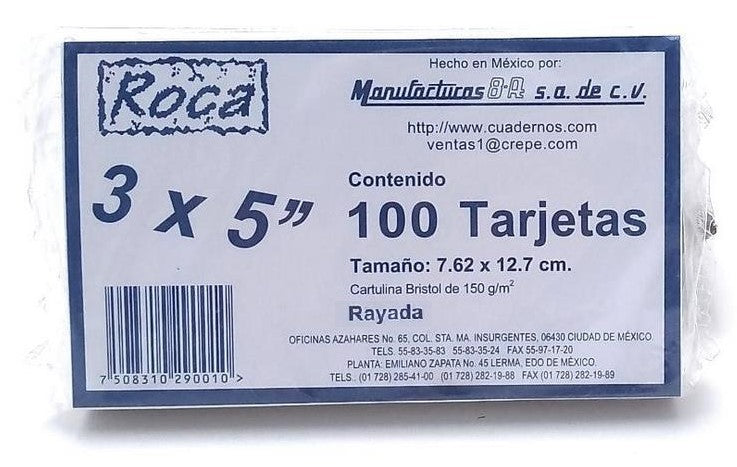 Roca
Hecho en México por:
Manufacturas 8-A s.a. de c.v.
http://www.cuadernos.com
ventas1@crepe.com
3 x 5”
Contenido
100 Tarjetas
Tamaño: 7.62 x 12.7 cm.
Cartulina Bristol de 150 g/m²
Rayada
OFICINAS AZAHARES No. 65, COL. STA. MA. INSURGENTES, 06430 CIUDAD DE MÉXICO
TELS. 55-83-35-83 55-83-35-24 FAX 55-97-17-20
PLANTA: EMILIANO ZAPATA No. 45 LERMA, EDO DE MÉXICO.
TELS.: (01 728) 285-41-00 (01 728) 282-19-88 FAX (01 728) 282-19-89
7 508310 290010 >